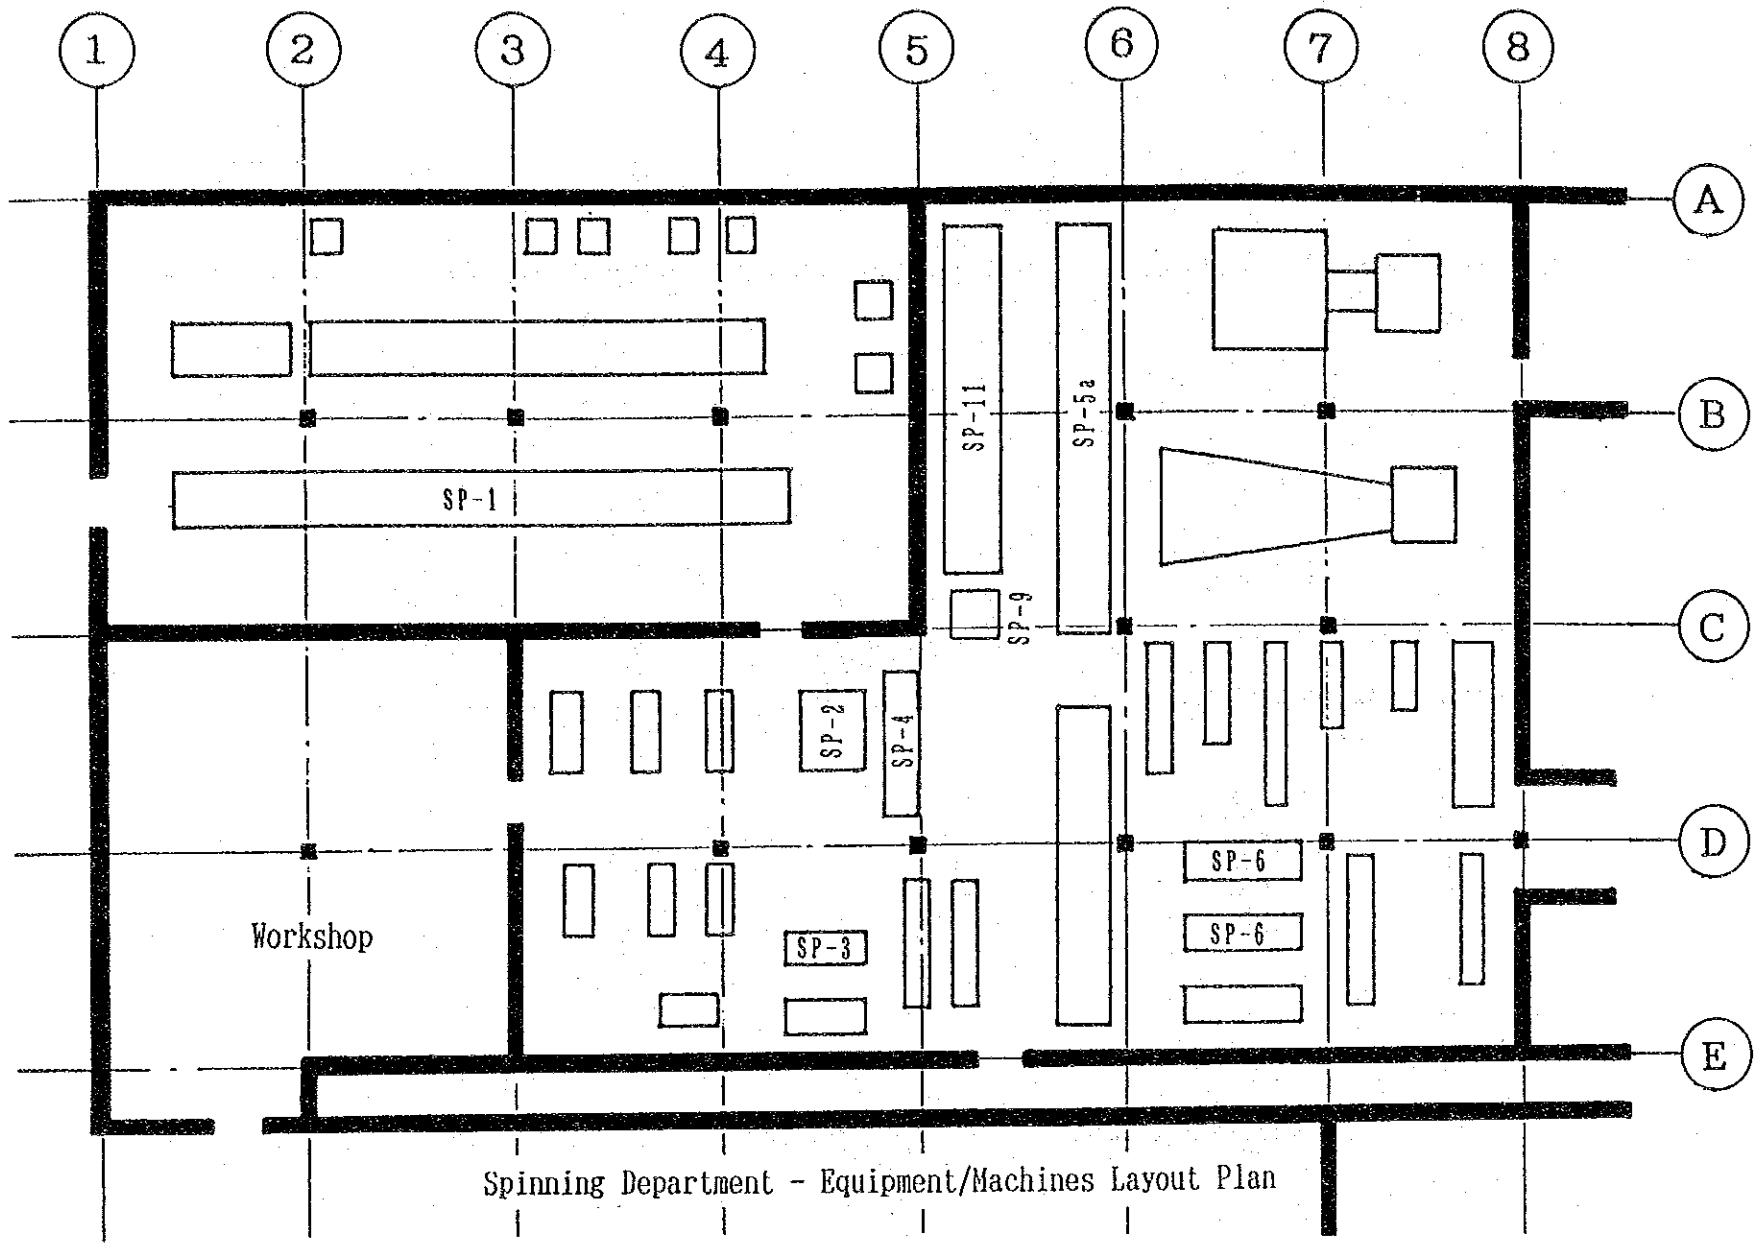 1 2 3 4 5 6 7 8
A
B
SP-11
SP-5a
SP-1
SP-9
C
SP-2
SP-4
D
SP-6
Workshop
SP-3
SP-6
E
Spinning Department - Equipment/Machines Layout Plan